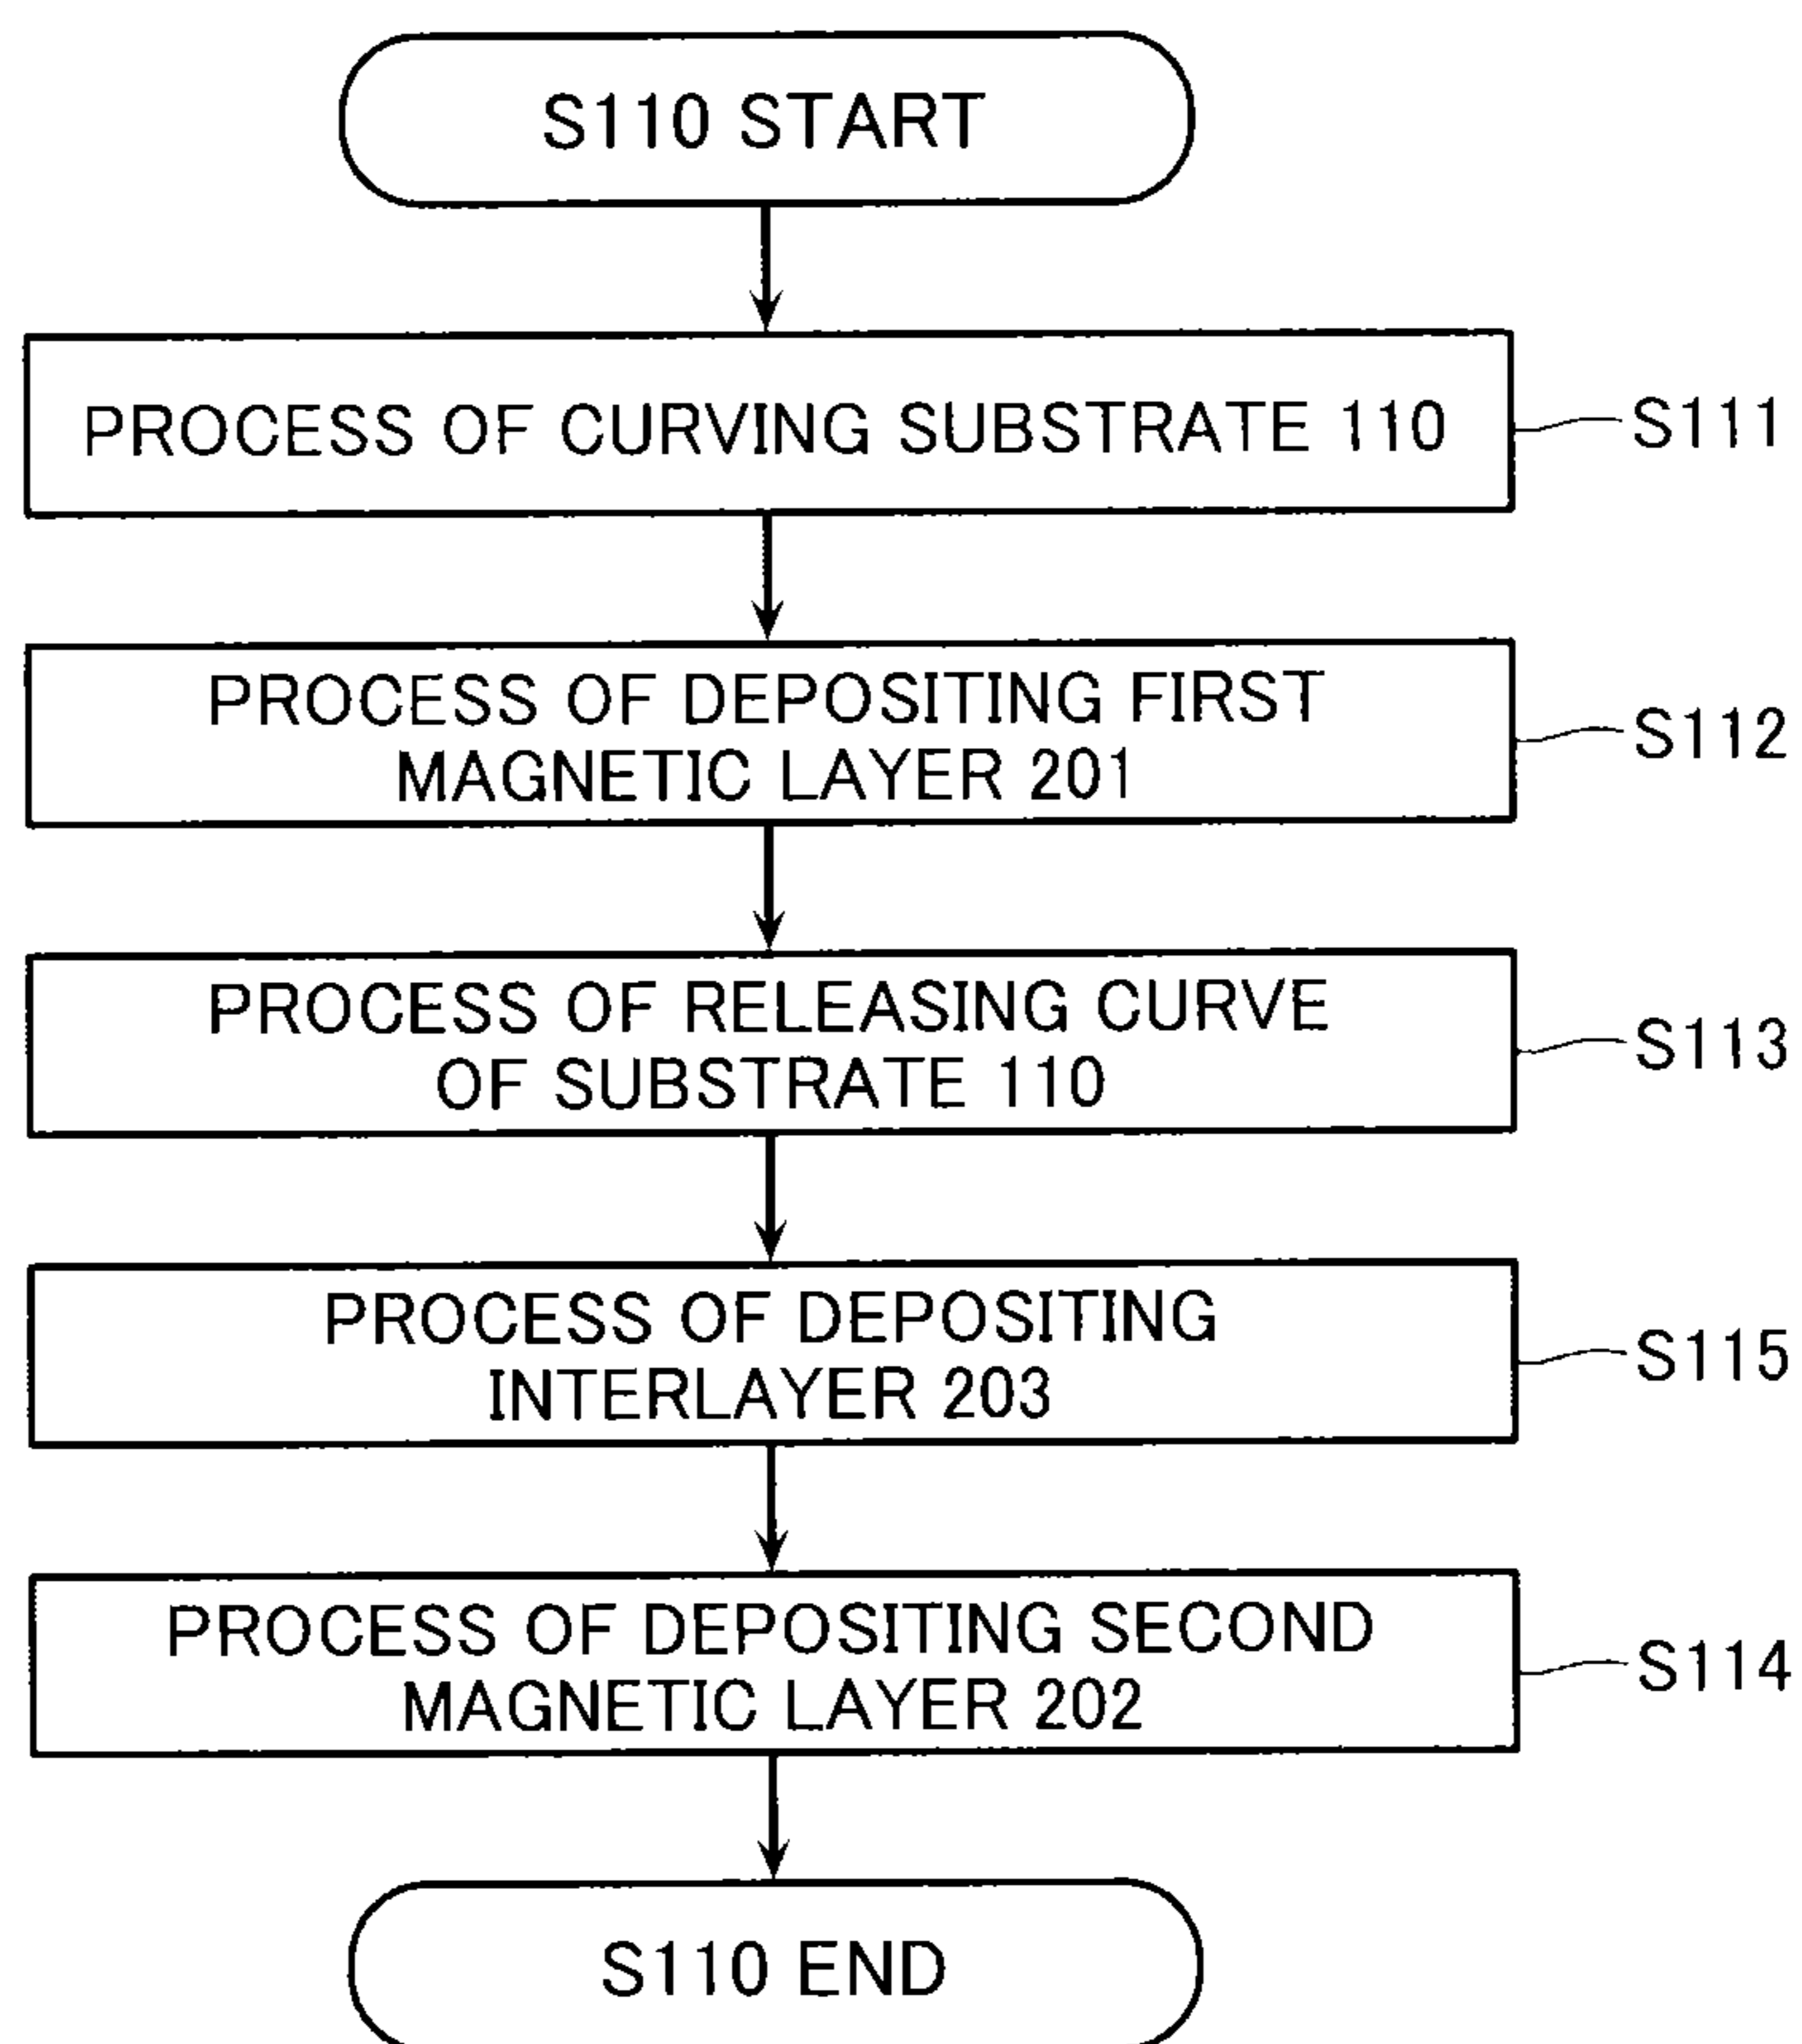 S110 START
PROCESS OF CURVING SUBSTRATE 110
S111
PROCESS OF DEPOSITING FIRST
MAGNETIC LAYER 201
S112
PROCESS OF RELEASING CURVE
OF SUBSTRATE 110
S113
PROCESS OF DEPOSITING
INTERLAYER 203
S115
PROCESS OF DEPOSITING SECOND
MAGNETIC LAYER 202
S114
S110 END